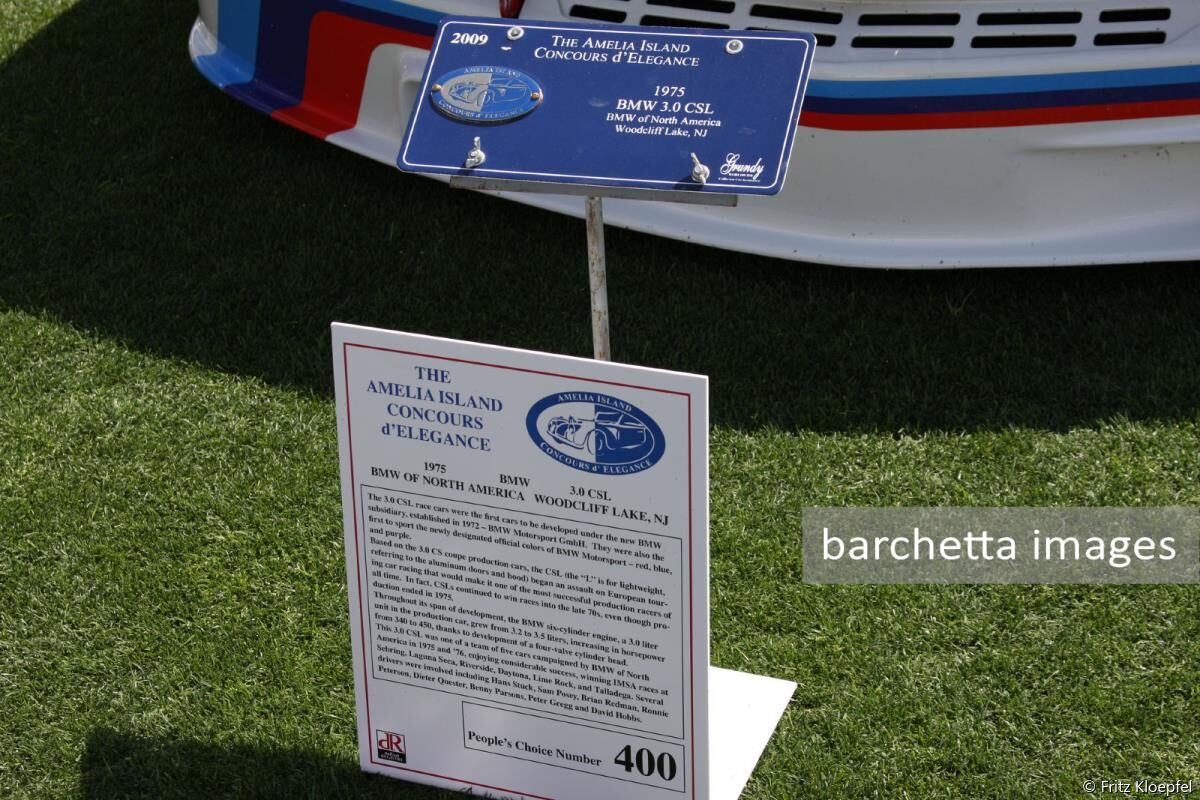 2009
The Amelia Island
Concours d'Elegance
AMELIA ISLAND
CONCOURS d' ELEGANCE
1975
BMW 3.0 CSL
BMW of North America
Woodcliff Lake, NJ
Grundy
THE
AMELIA ISLAND
CONCOURS
d'ELEGANCE
AMELIA ISLAND
CONCOURS d' ELEGANCE
1975 BMW 3.0 CSL
BMW OF NORTH AMERICA WOODCLIFF LAKE, NJ
The 3.0 CSL race cars were the first cars to be developed under the new BMW
subsidiary, established in 1972 – BMW Motorsport GmbH. They were also the
first to sport the newly designated official colors of BMW Motorsport – red, blue,
and purple.
Based on the 3.0 CS coupe production cars, the CSL (the "L" is for lightweight,
referring to the aluminum doors and hood) began an assault on European tour-
ing car racing that would make it one of the most successful production racers of
all time. In fact, CSLs continued to win races into the late 70s, even though pro-
duction ended in 1975.
Throughout its span of development, the BMW six-cylinder engine, a 3.0 liter
unit in the production car, grew from 3.2 to 3.5 liters, increasing in horsepower
from 340 to 450, thanks to development of a four-valve cylinder head.
This 3.0 CSL was one of a team of five cars campaigned by BMW of North
America in 1975 and '76, enjoying considerable success, winning IMSA races at
Sebring, Laguna Seca, Riverside, Daytona, Lime Rock, and Talladega. Several
drivers were involved including Hans Stuck, Sam Posey, Brian Redman, Ronnie
Peterson, Dieter Quester, Benny Parsons, Peter Gregg and David Hobbs.
dR
People's Choice Number 400
barchetta images
© Fritz Kloepfel